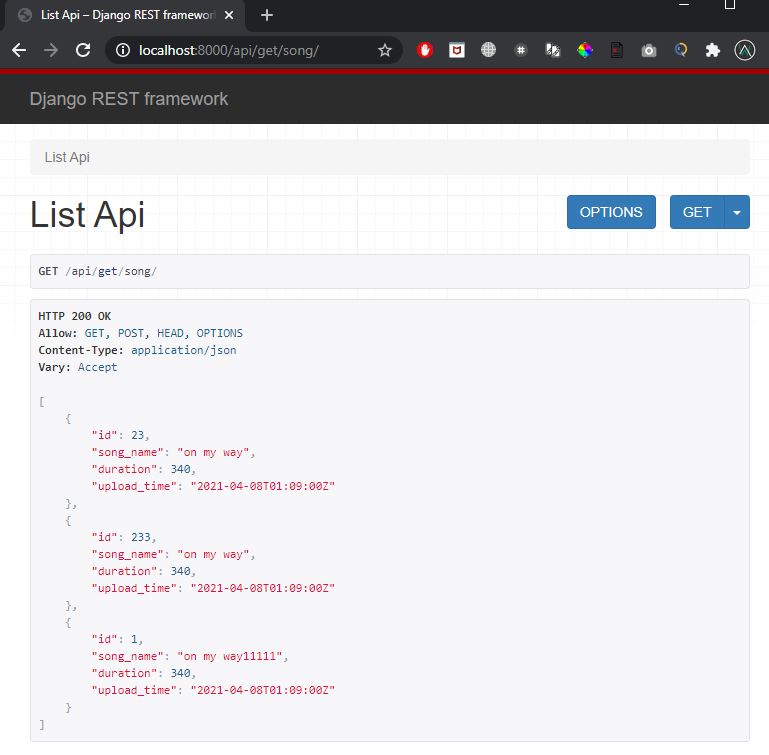 List Api – Django REST framework
localhost:8000/api/get/song/
Django REST framework
List Api
List Api
OPTIONS
GET
GET /api/get/song/
HTTP 200 OK
Allow: GET, POST, HEAD, OPTIONS
Content-Type: application/json
Vary: Accept
[
{
"id": 23,
"song_name": "on my way",
"duration": 340,
"upload_time": "2021-04-08T01:09:00Z"
},
{
"id": 233,
"song_name": "on my way",
"duration": 340,
"upload_time": "2021-04-08T01:09:00Z"
},
{
"id": 1,
"song_name": "on my way11111",
"duration": 340,
"upload_time": "2021-04-08T01:09:00Z"
}
]